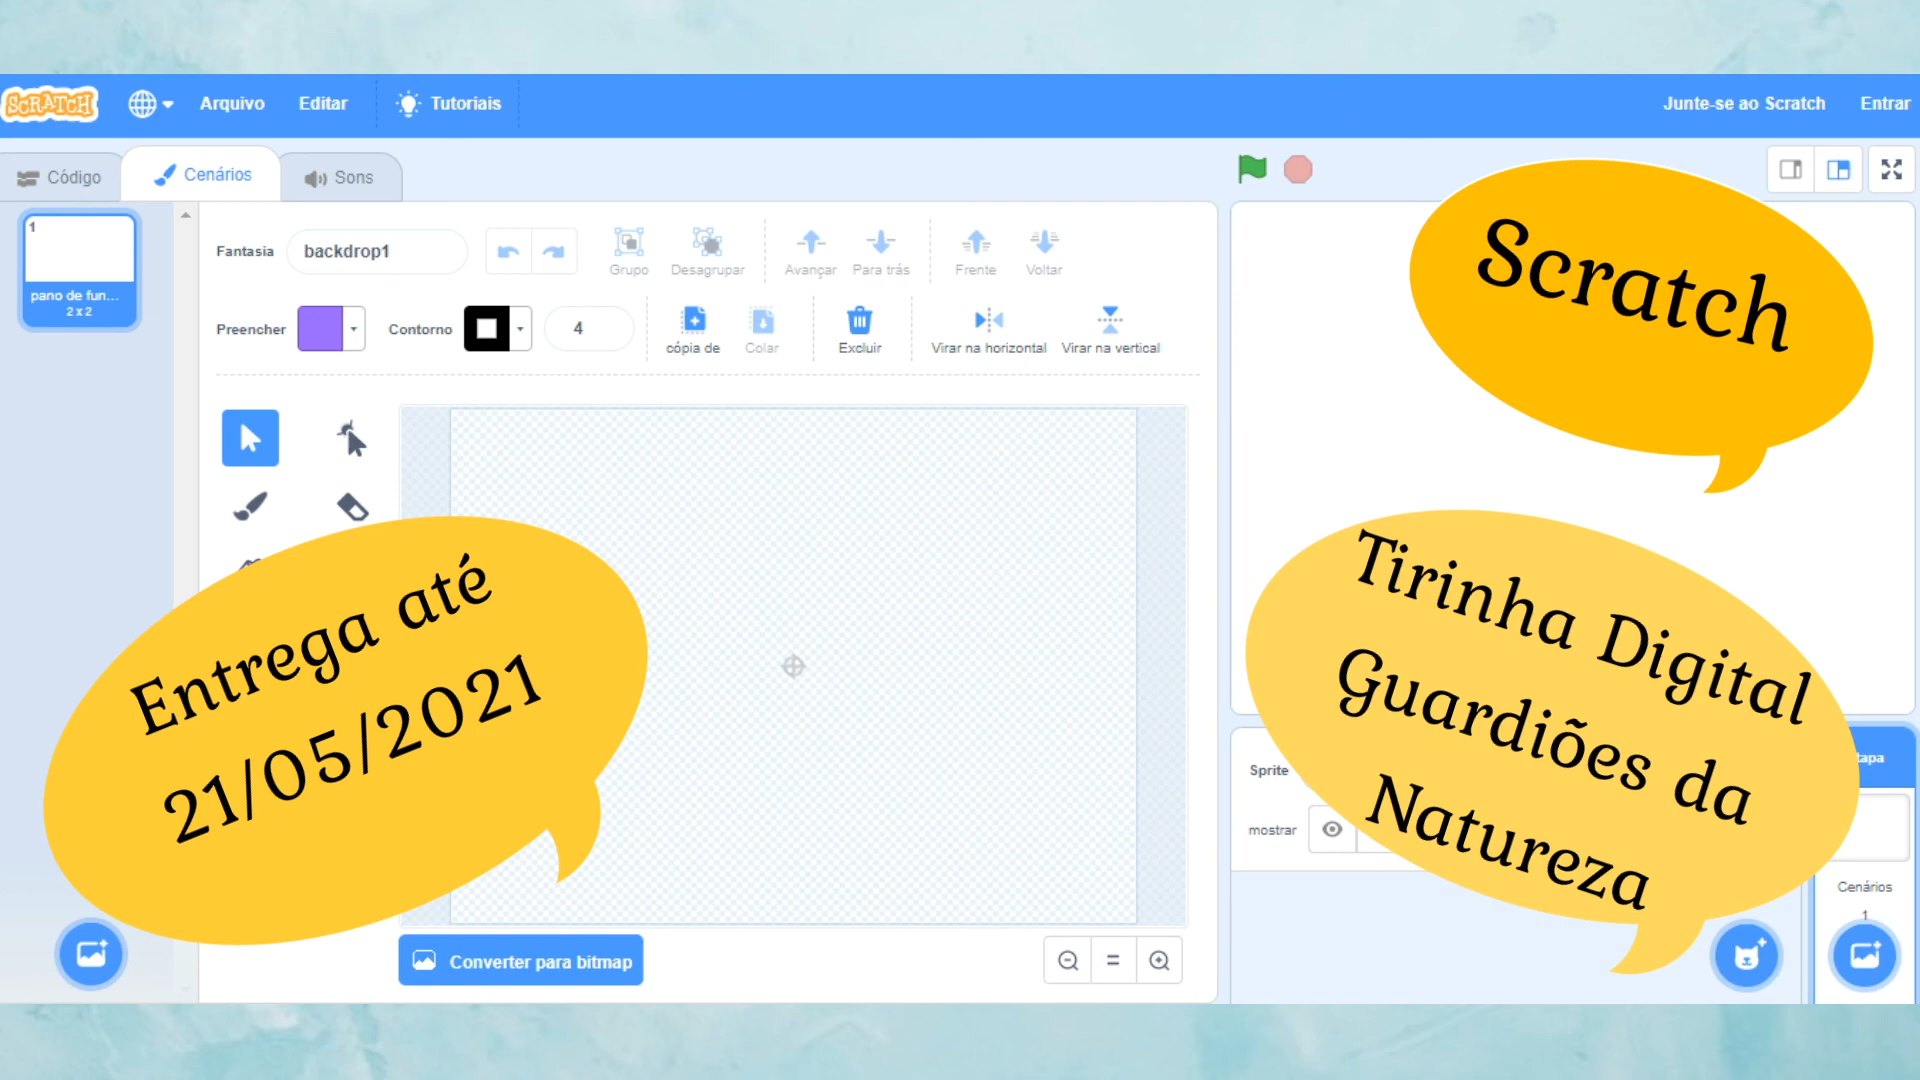 SCRATCH
Arquivo
Editar
Tutoriais
Junte-se ao Scratch
Entrar
Código
Cenários
Sons
1
pano de fun...
2 x 2
Fantasia
backdrop1
Grupo
Desagrupar
Avançar
Para trás
Frente
Voltar
Preencher
Contorno
4
cópia de
Colar
Excluir
Virar na horizontal
Virar na vertical
Scratch
Entrega até
21/05/2021
Tirinha Digital
Guardiões da
Natureza
Sprite
mostrar
Cenários
1
Converter para bitmap